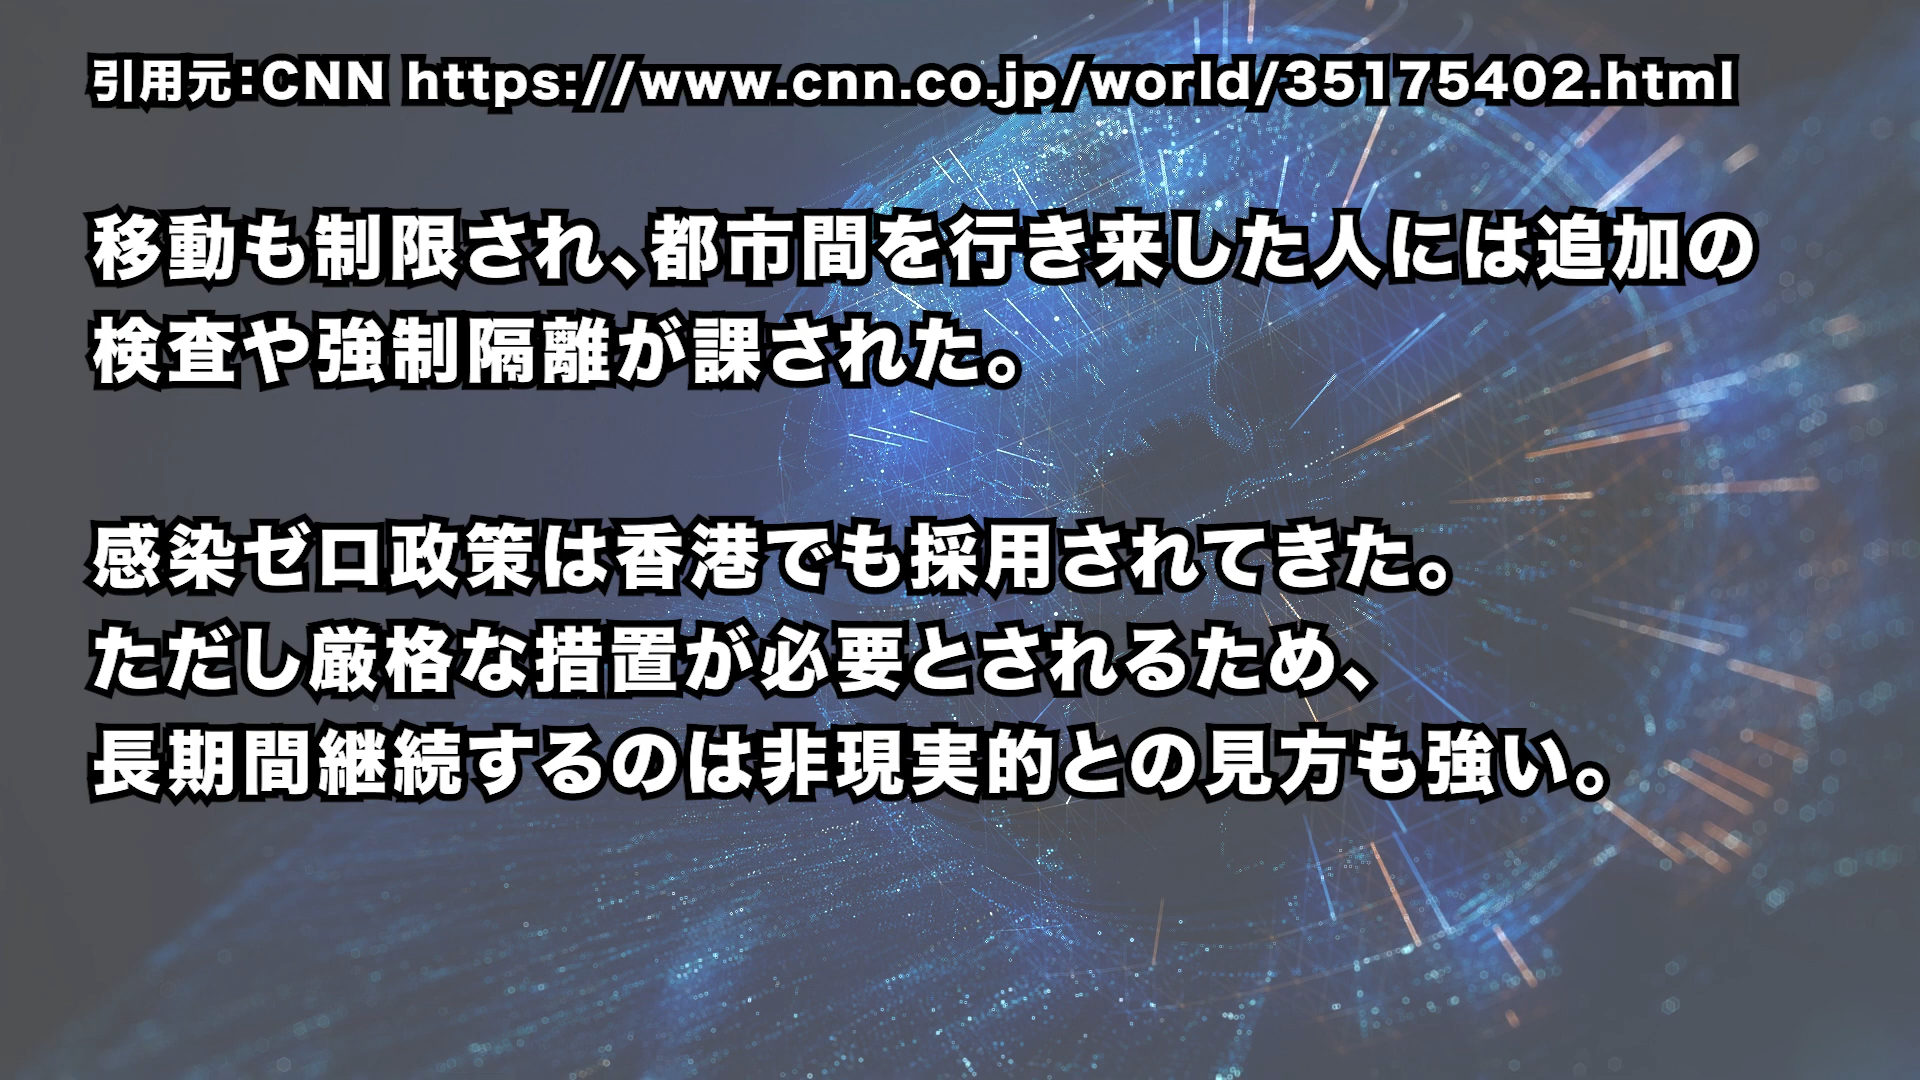 引用元：CNN https://www.cnn.co.jp/world/35175402.html
移動も制限され、都市間を行き来した人には追加の
検査や強制隔離が課された。
感染ゼロ政策は香港でも採用されてきた。
ただし厳格な措置が必要とされるため、
長期間継続するのは非現実的との見方も強い。